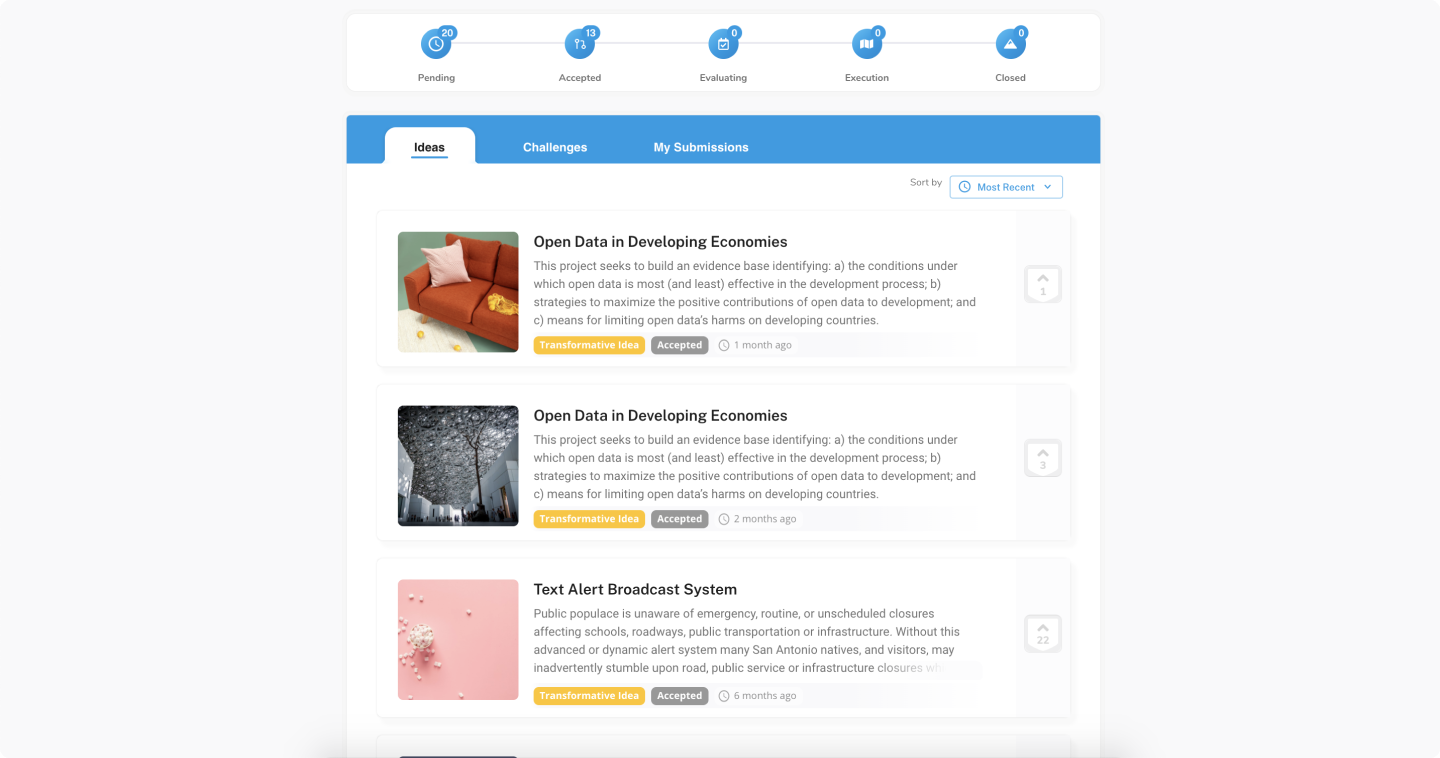 20
13
0
0
0
Pending
Accepted
Evaluating
Execution
Closed
Ideas
Challenges
My Submissions
Sort by
Most Recent
Open Data in Developing Economies
This project seeks to build an evidence base identifying: a) the conditions under
which open data is most (and least) effective in the development process; b)
strategies to maximize the positive contributions of open data to development; and
c) means for limiting open data's harms on developing countries.
Transformative Idea
Accepted
1 month ago
1
Open Data in Developing Economies
This project seeks to build an evidence base identifying: a) the conditions under
which open data is most (and least) effective in the development process; b)
strategies to maximize the positive contributions of open data to development; and
c) means for limiting open data's harms on developing countries.
Transformative Idea
Accepted
2 months ago
3
Text Alert Broadcast System
Public populace is unaware of emergency, routine, or unscheduled closures
affecting schools, roadways, public transportation or infrastructure. Without this
advanced or dynamic alert system many San Antonio natives, and visitors, may
inadvertently stumble upon road, public service or infrastructure closures
Transformative Idea
Accepted
6 months ago
22